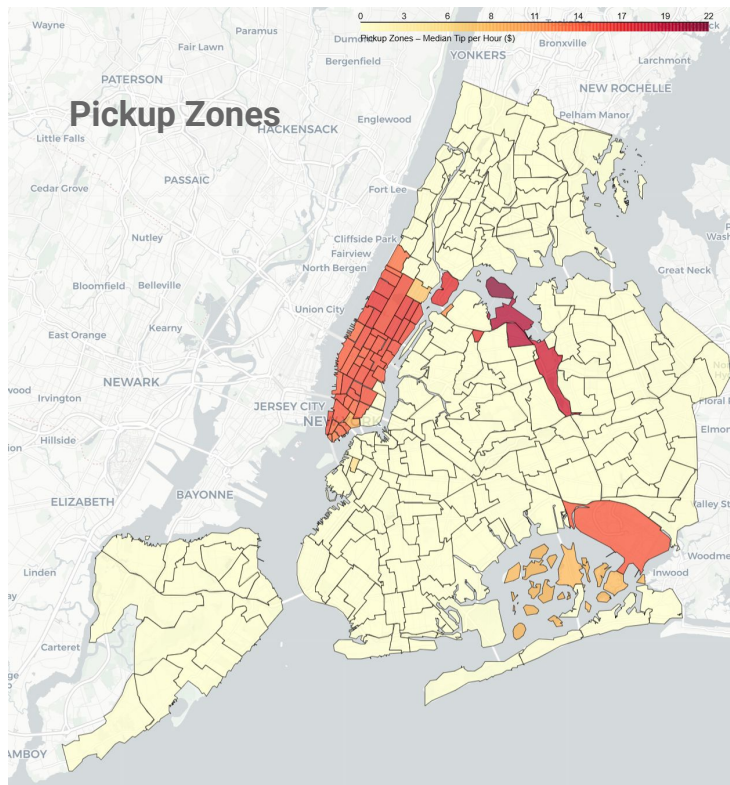 0 3 6 8 11 14 17 19 22
Pickup Zones – Median Tip per Hour ($)
Wayne
Paramus
Fair Lawn
Bergenfield
YONKERS
Bronxville
Larchmont
PATERSON
NEW ROCHELLE
Pickup Zones
Pelham Manor
Englewood
HACKENSACK
Little Falls
PASSAIC
Cedar Grove
Fort Lee
Nutley
Cliffside Park
Fairview
North Bergen
Great Neck
Bloomfield
Belleville
Union City
Kearny
East Orange
NEWARK
Irvington
JERSEY CITY
Hillside
BAYONNE
ELIZABETH
Linden
Inwood
Carteret